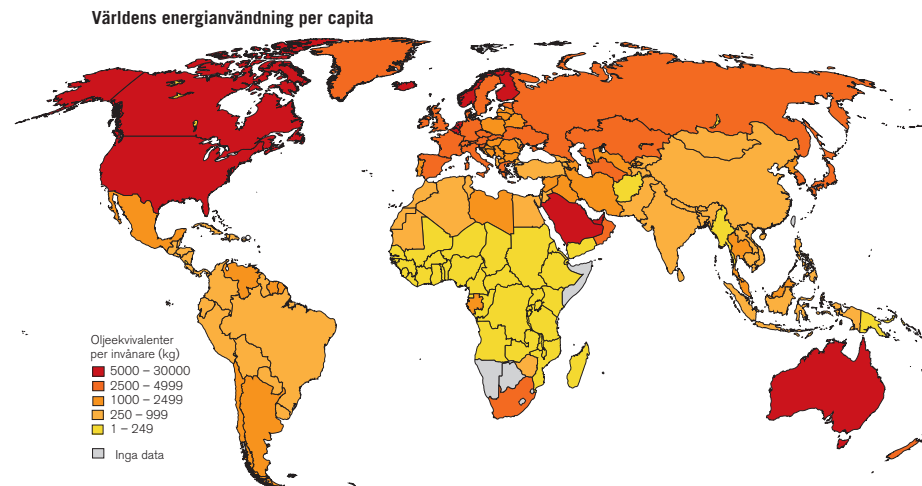 Världens energianvändning per capita
Oljeekvivalenter
per invånare (kg)
5000 – 30000
2500 – 4999
1000 – 2499
250 – 999
1 – 249
Inga data